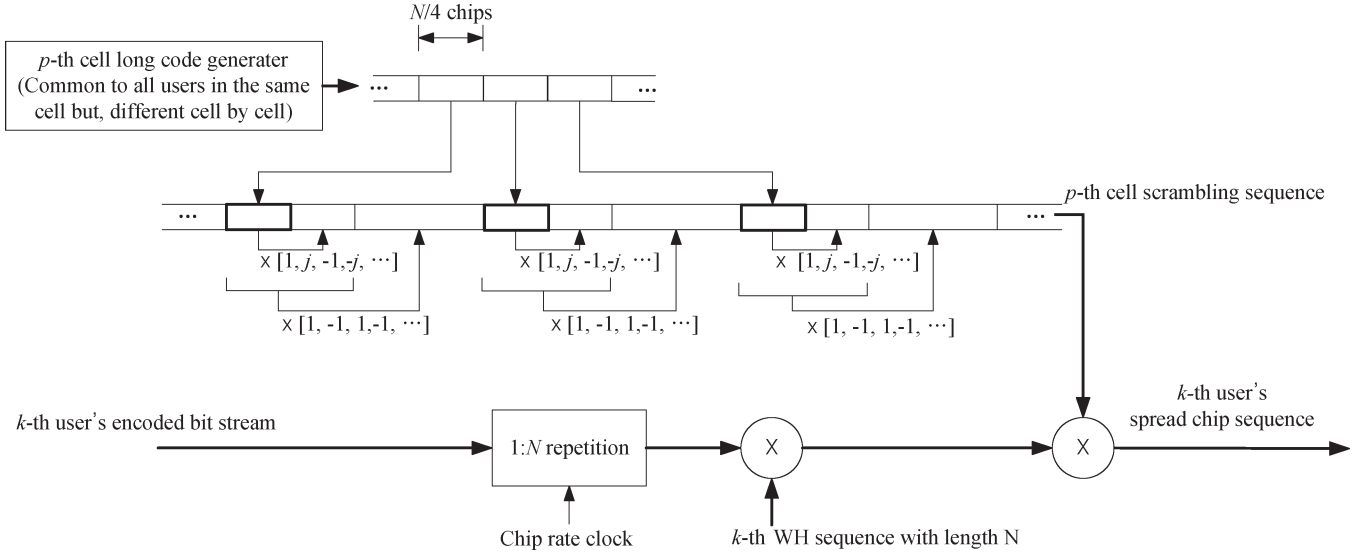 N/4 chips
p-th cell long code generater
(Common to all users in the same
cell but, different cell by cell)
... ...
p-th cell scrambling sequence
... ...
× [1, j, -1,-j, ⋯] × [1, j, -1,-j, ⋯] × [1, j, -1,-j, ⋯]
× [1, -1, 1,-1, ⋯] × [1, -1, 1,-1, ⋯] × [1, -1, 1,-1, ⋯]
k-th user's encoded bit stream
1:N repetition
×
×
k-th user's
spread chip sequence
Chip rate clock
k-th WH sequence with length N